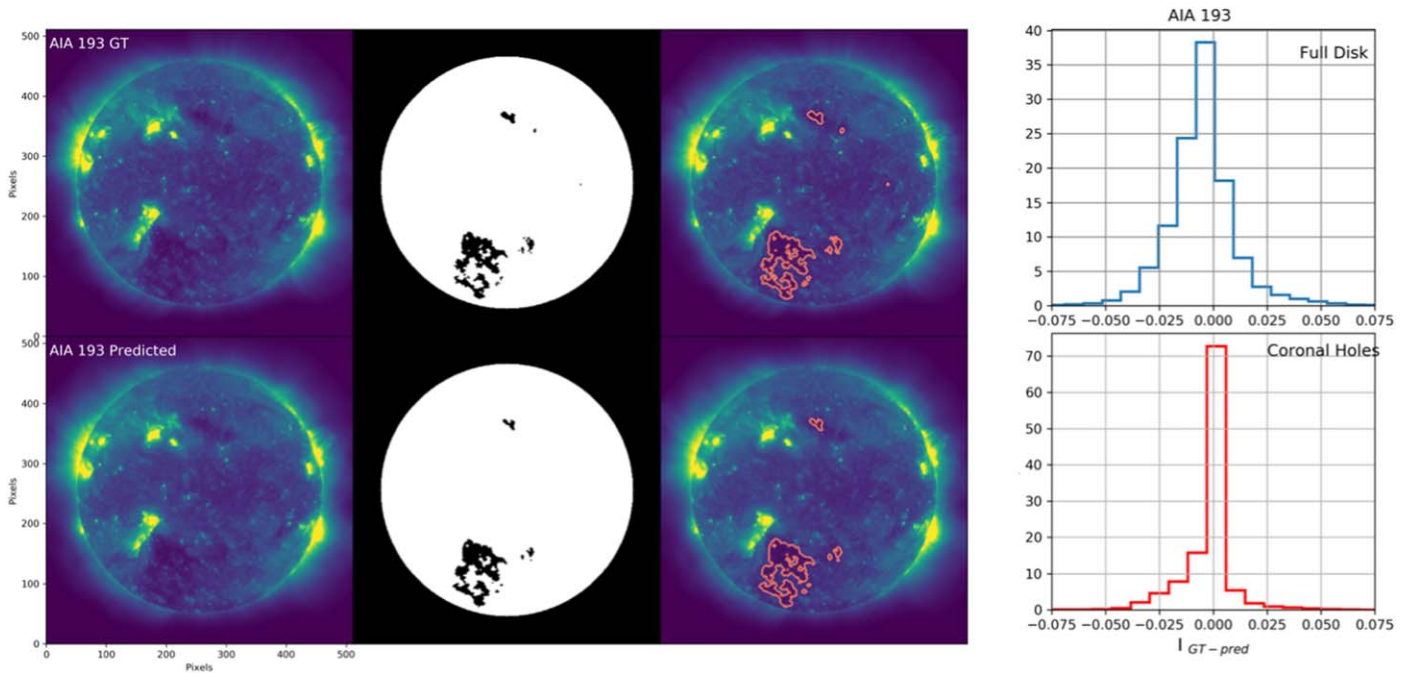 AIA 193 GT
500
400
300
200
100
0
Pixels
AIA 193 Predicted
500
400
300
200
100
0
Pixels
0 100 200 300 400 500
Pixels
AIA 193
Full Disk
40
35
30
25
20
15
10
5
0
−0.075 −0.050 −0.025 0.000 0.025 0.050 0.075
Coronal Holes
70
60
50
40
30
20
10
0
−0.075 −0.050 −0.025 0.000 0.025 0.050 0.075
I GT − pred